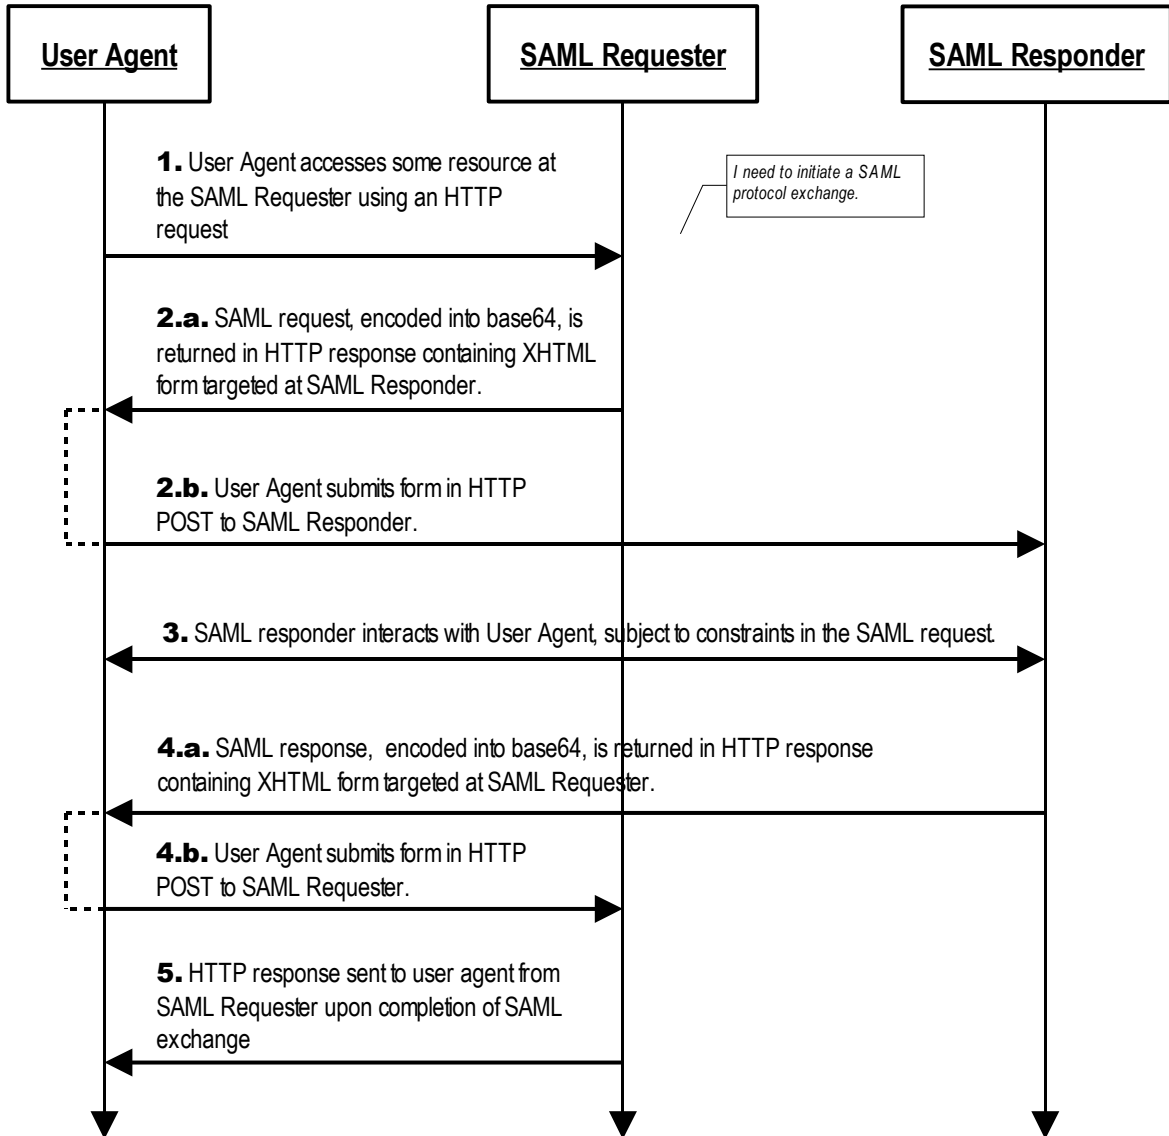 User Agent
SAML Requester
SAML Responder
1. User Agent accesses some resource at
the SAML Requester using an HTTP
request
I need to initiate a SAML
protocol exchange.
2.a. SAML request, encoded into base64, is
returned in HTTP response containing XHTML
form targeted at SAML Responder.
2.b. User Agent submits form in HTTP
POST to SAML Responder.
3. SAML responder interacts with User Agent, subject to constraints in the SAML request.
4.a. SAML response, encoded into base64, is returned in HTTP response
containing XHTML form targeted at SAML Requester.
4.b. User Agent submits form in HTTP
POST to SAML Requester.
5. HTTP response sent to user agent from
SAML Requester upon completion of SAML
exchange